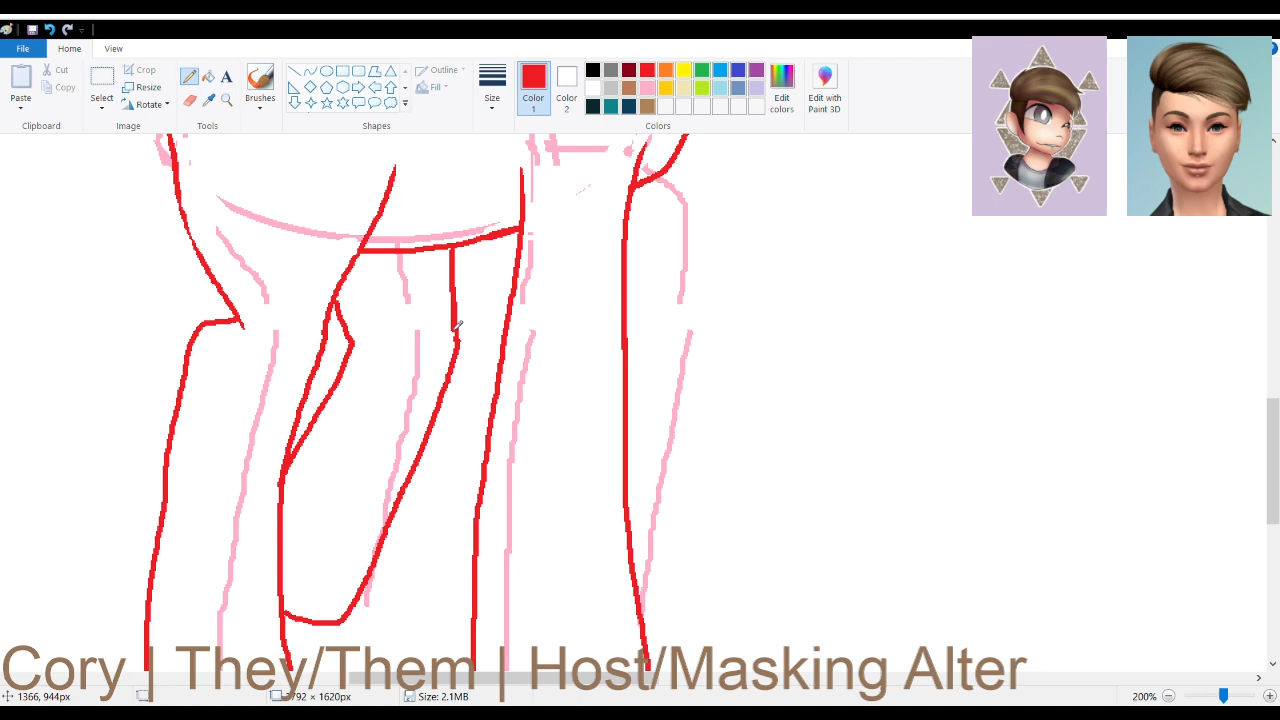 File Home View
Cut
Copy
Paste
Clipboard
Crop
Resize
Rotate
Select
Image
A
Tools
Brushes
Outline
Fill
Shapes
Size
Color 1
Color 2
Edit colors
Colors
Edit with Paint 3D
Cory | They/Them | Host/Masking Alter
1366, 944px
792 × 1620px
Size: 2.1MB
200%